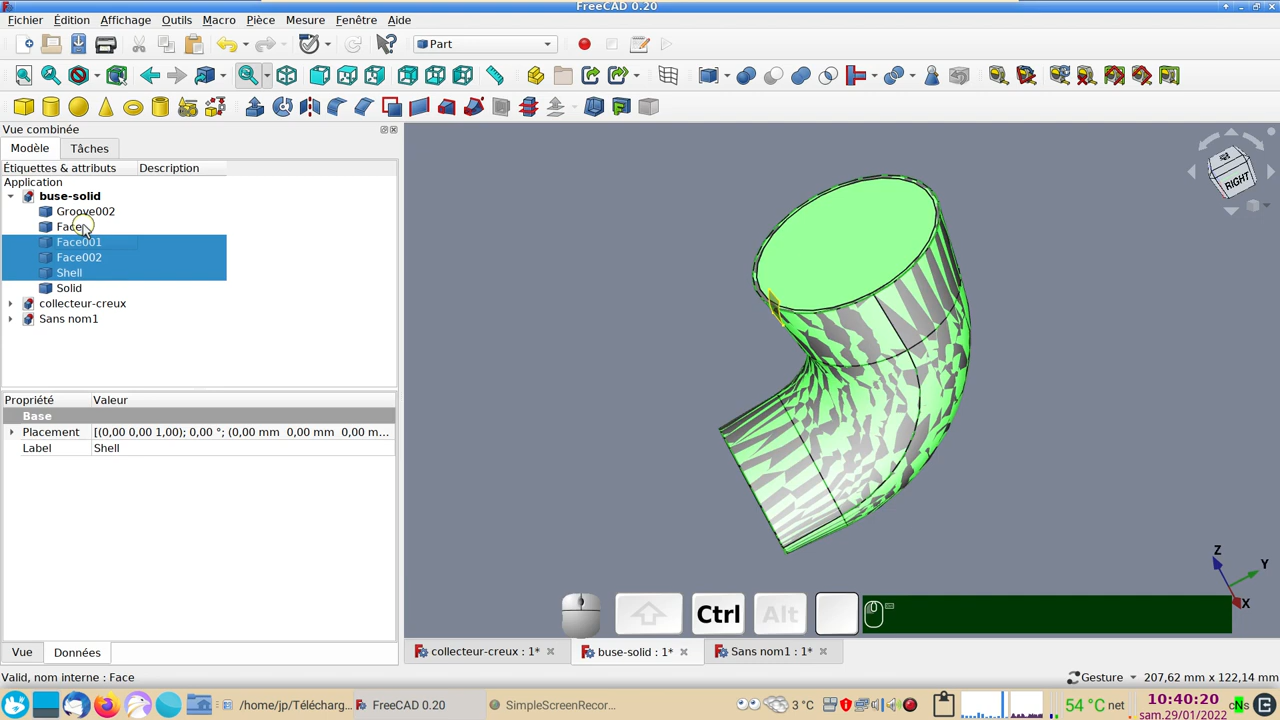 FreeCAD 0.20
Fichier Édition Affichage Outils Macro Pièce Mesure Fenêtre Aide
Part
Vue combinée
Modèle Tâches
Étiquettes & attributs Description
Application
buse-solid
Groove002
Face
Face001
Face002
Shell
Solid
collecteur-creux
Sans nom1
Propriété Valeur
Base
Placement [(0,00 0,00 1,00); 0,00 °; (0,00 mm 0,00 mm 0,00 m...
Label Shell
RIGHT
Z
Y
X
Ctrl Alt
Vue Données
collecteur-creux : 1* buse-solid : 1* Sans nom1 : 1*
Valid, nom interne : Face
Gesture 207,62 mm x 122,14 mm
/home/jp/Télécharg... FreeCAD 0.20 SimpleScreenRecor... 3 °C 54 °C net 10:40:20 cNs
sam.29/01/2022